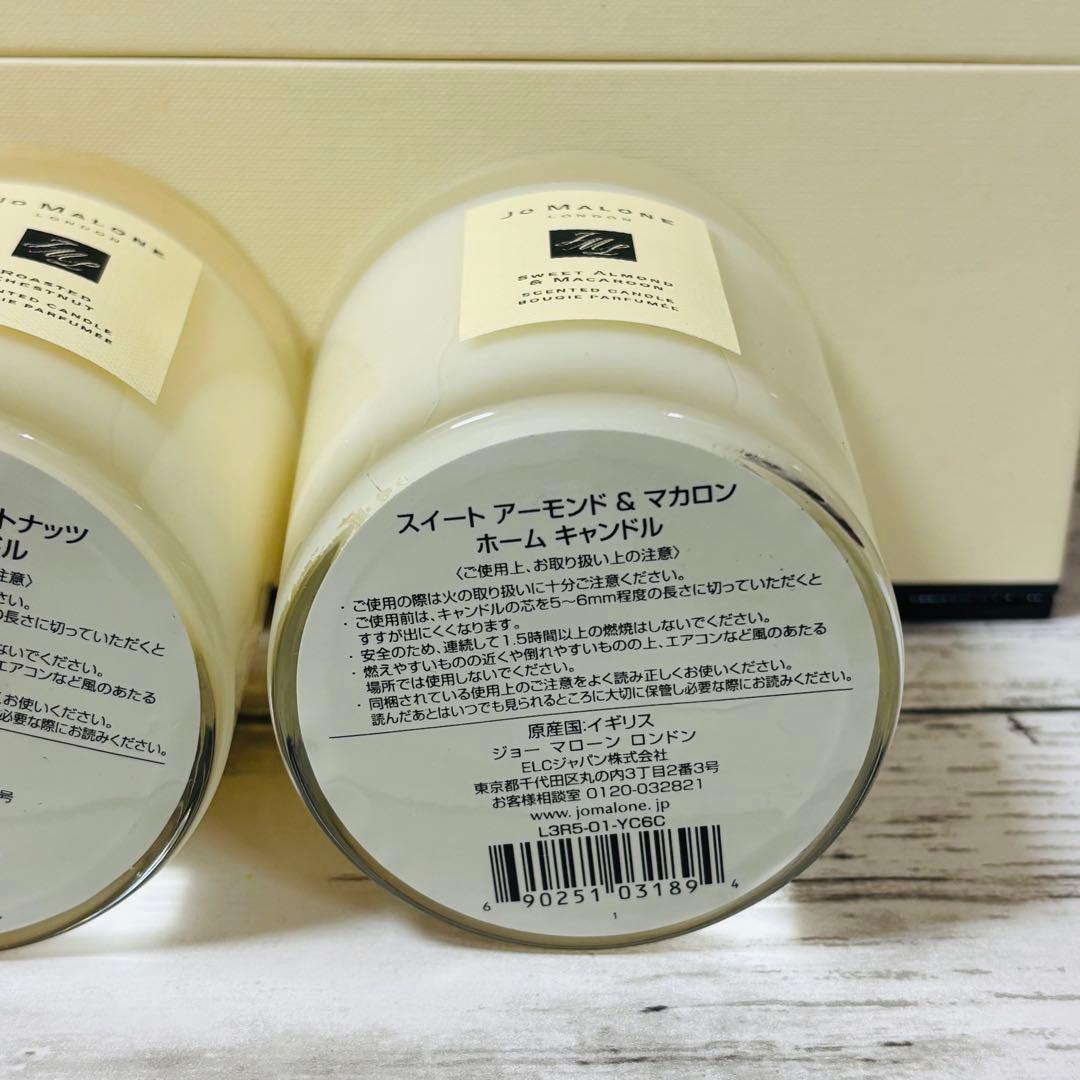 JO MALONE
LONDON
JML
ROASTED
CHESTNUT
SCENTED CANDLE
BOUGIE PARFUMÉE
トナッツ
ドル
注意〉
さい。
の長さに切っていただくと
ないでください。
エアコンなど風のあたる
くお使いください。
必要な際にお読みください。
号
JO MALONE
LONDON
JML
SWEET ALMOND
& MACAROON
SCENTED CANDLE
BOUGIE PARFUMÉE
スイート アーモンド & マカロン
ホーム キャンドル
〈ご使用上、お取り扱い上の注意〉
・ご使用の際は火の取り扱いに十分ご注意ください。
・ご使用前は、キャンドルの芯を5〜6mm程度の長さに切っていただくと
すすが出にくくなります。
・安全のため、連続して1.5時間以上の燃焼はしないでください。
・燃えやすいものの近くや倒れやすいものの上、エアコンなど風のあたる
場所では使用しないでください。
・同梱されている使用上のご注意をよく読み正しくお使いください。
読んだあとはいつでも見られるところに大切に保管し必要な際にお読みください。
原産国:イギリス
ジョー マローン ロンドン
ELCジャパン株式会社
東京都千代田区丸の内3丁目2番3号
お客様相談室 0120-032821
www. jomalone. jp
L3R5-01-YC6C
6 90251 03189 4
1